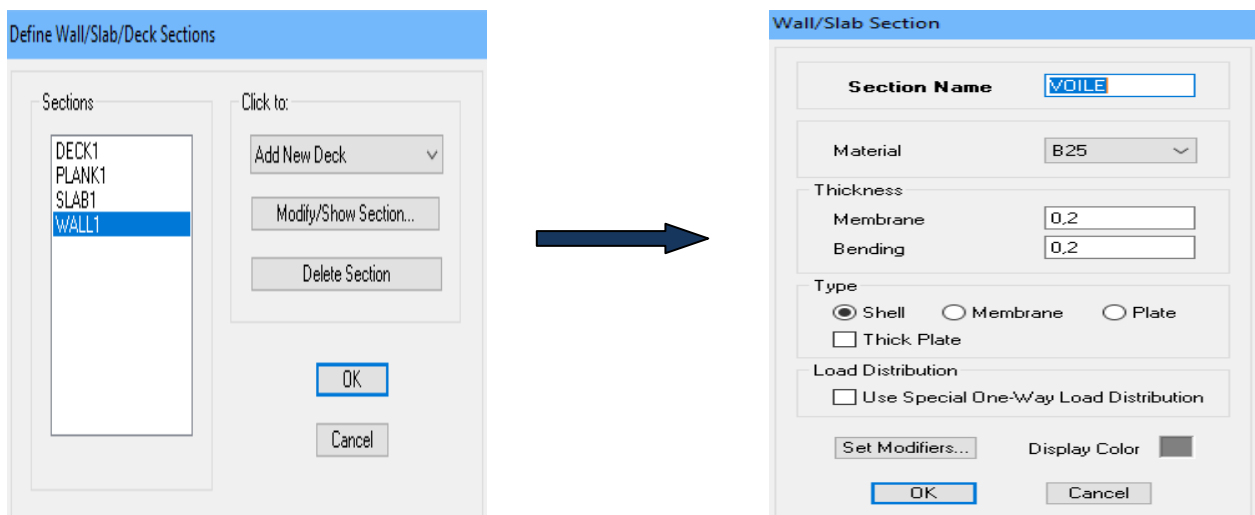 Define Wall/Slab/Deck Sections
Sections
DECK1
PLANK1
SLAB1
WALL1
Click to:
Add New Deck
Modify/Show Section...
Delete Section
OK
Cancel
Wall/Slab Section
Section Name VOILE
Material B25
Thickness
Membrane 0,2
Bending 0,2
Type
Shell Membrane Plate
Thick Plate
Load Distribution
Use Special One-Way Load Distribution
Set Modifiers... Display Color
OK Cancel